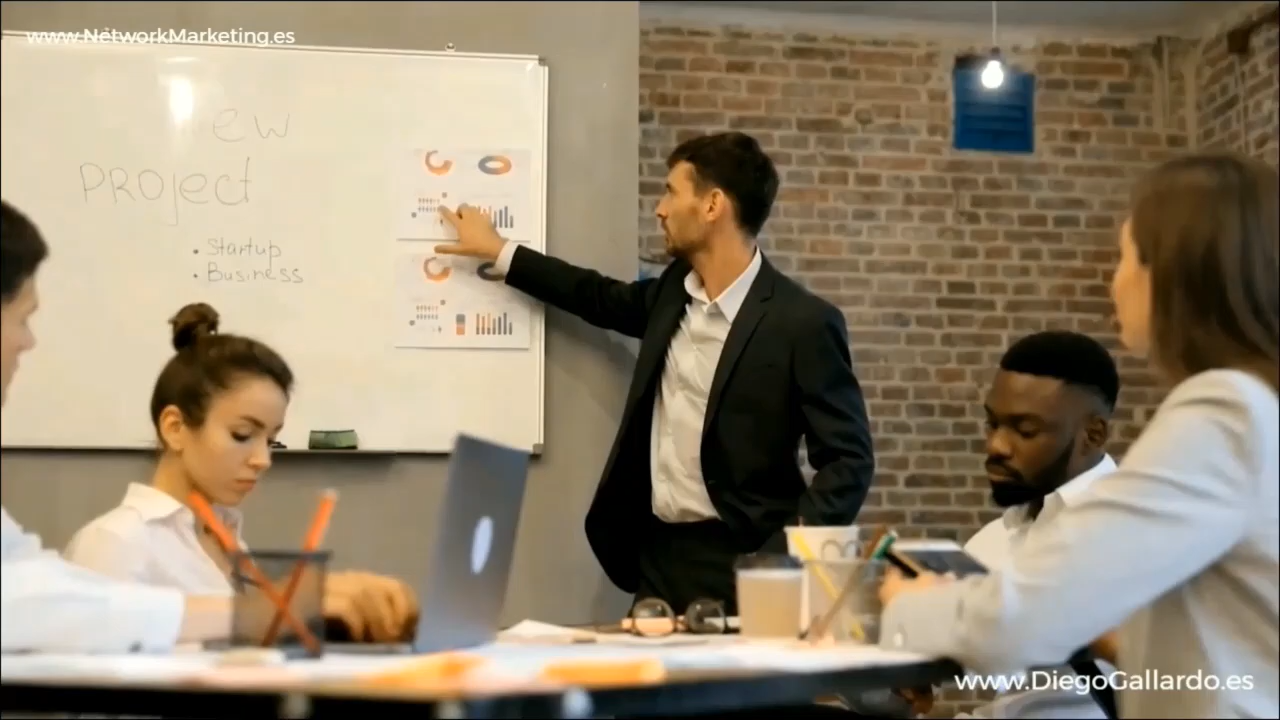 www.NetworkMarketing.es
ew
PROJECT
• Startup
• Business
www.DiegoGallardo.es